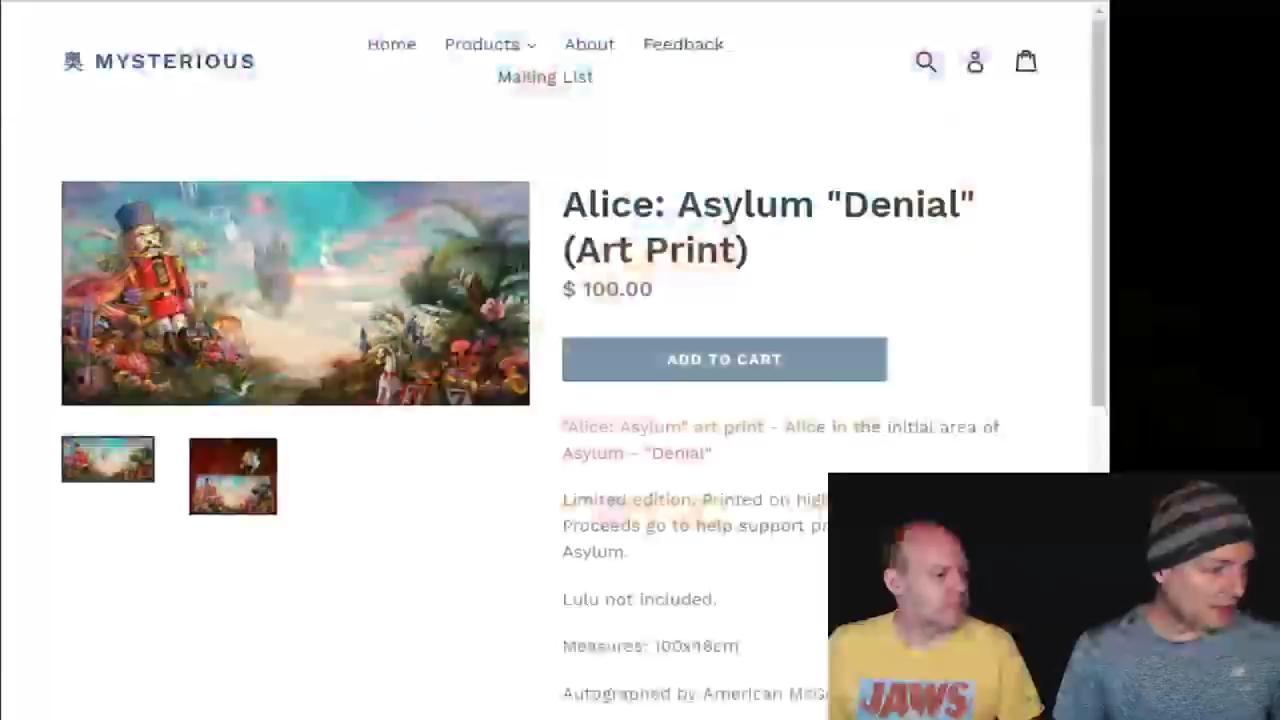 奥 MYSTERIOUS
Home Products About Feedback
Mailing List
Alice: Asylum "Denial"
(Art Print)
$ 100.00
ADD TO CART
"Alice: Asylum" art print - Alice in the initial area of
Asylum - "Denial"
Limited edition. Printed on
Proceeds go to help support
Asylum.
Lulu not included.
Measures: 100x48cm
Autographed by American
JAWS